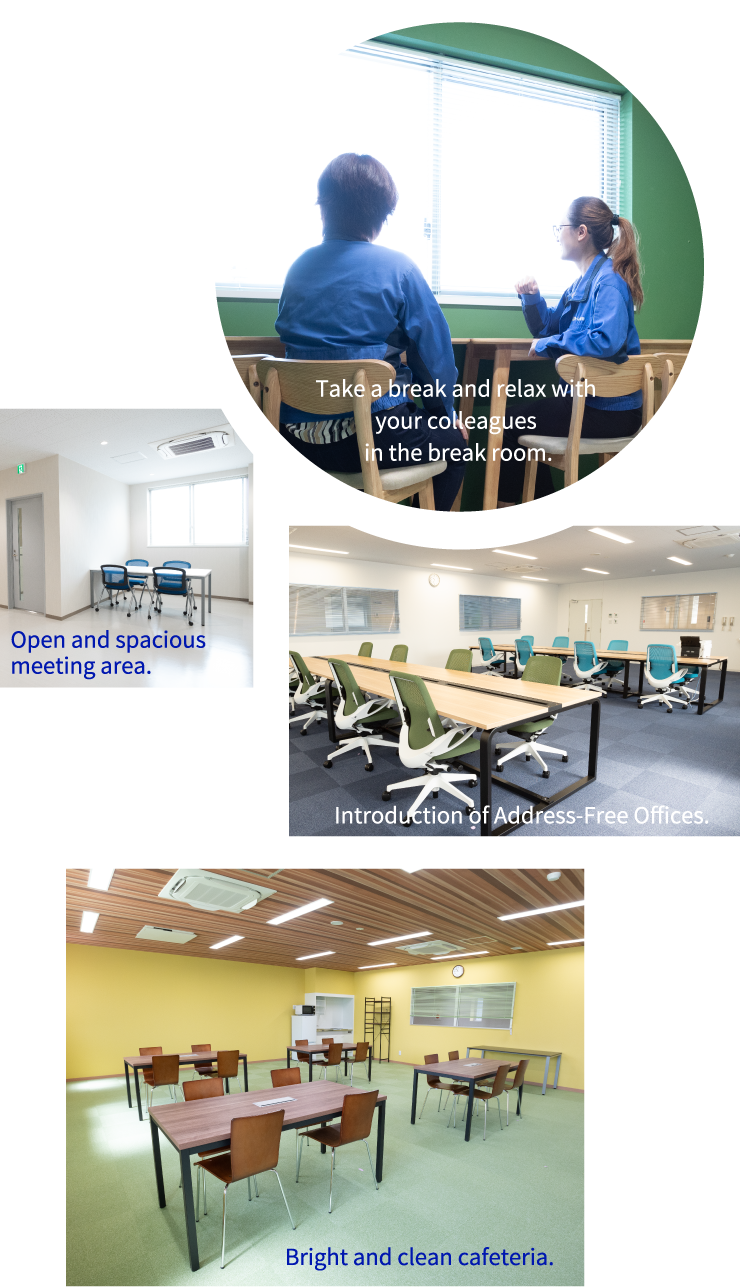 Take a break and relax with
your colleagues
in the break room.
Open and spacious
meeting area.
Introduction of Address-Free Offices.
Bright and clean cafeteria.